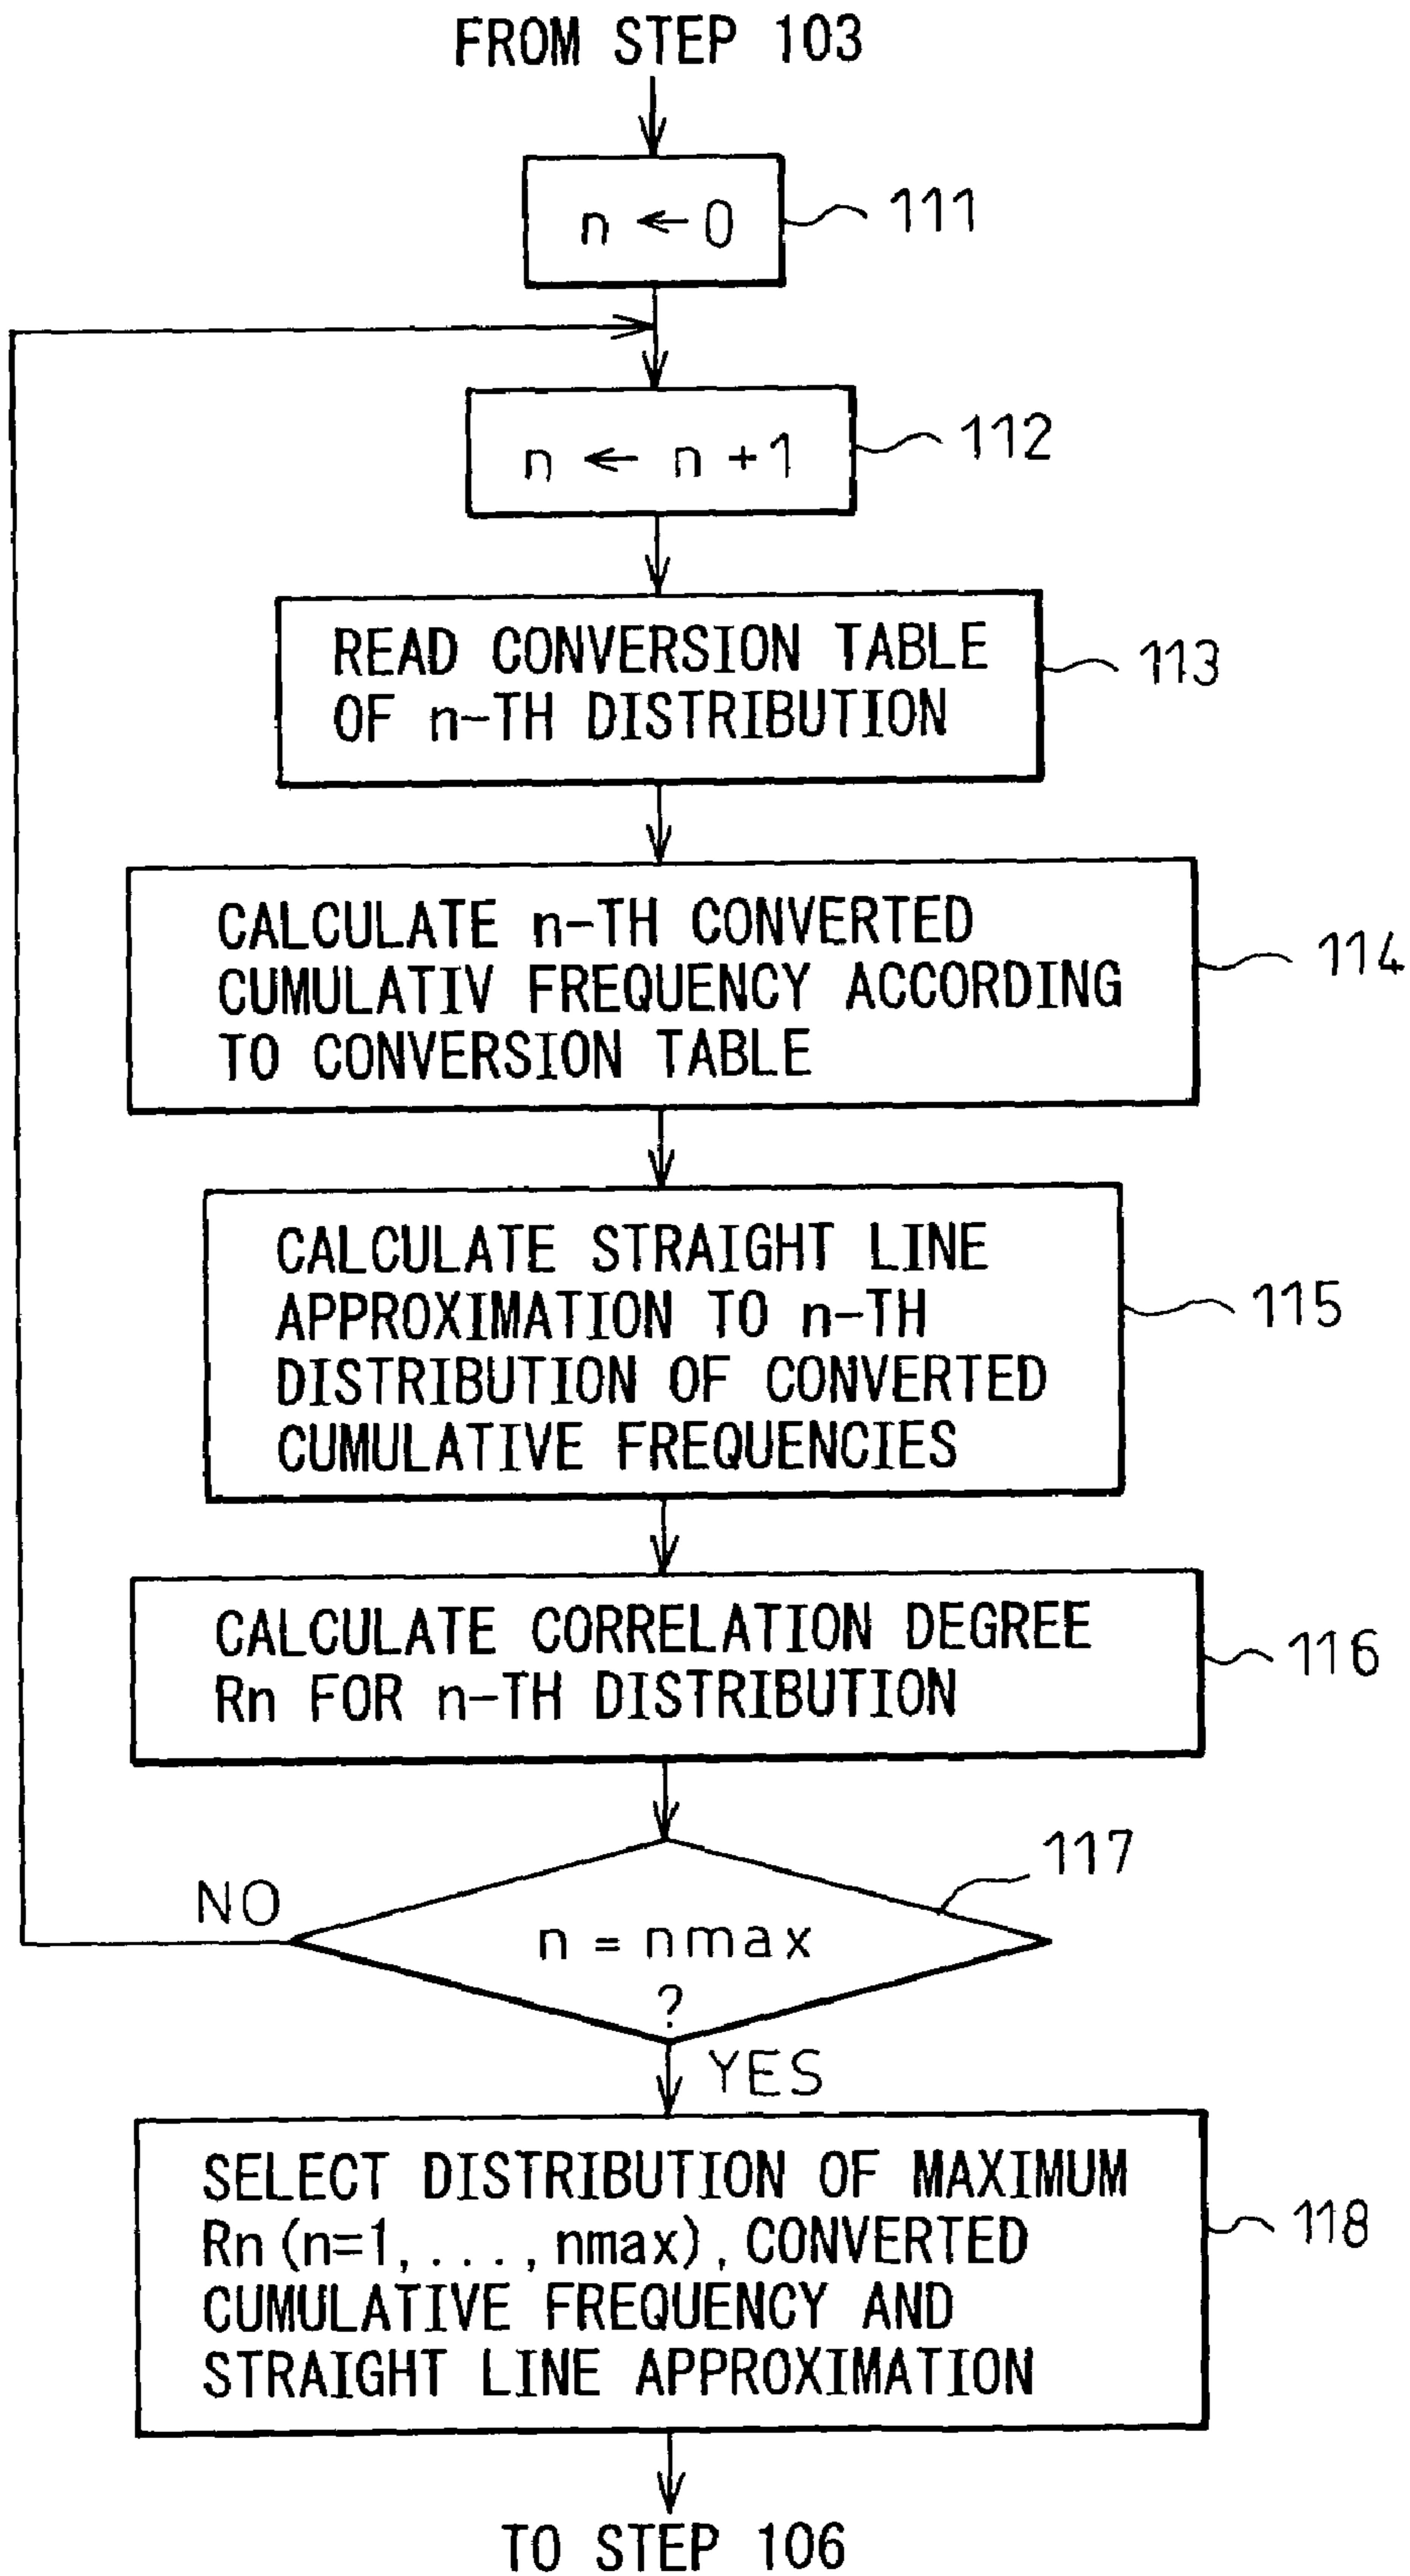 FROM STEP 103
n ← 0
111
n ← n +1
112
READ CONVERSION TABLE
OF n-TH DISTRIBUTION
113
CALCULATE n-TH CONVERTED
CUMULATIV FREQUENCY ACCORDING
TO CONVERSION TABLE
114
CALCULATE STRAIGHT LINE
APPROXIMATION TO n-TH
DISTRIBUTION OF CONVERTED
CUMULATIVE FREQUENCIES
115
CALCULATE CORRELATION DEGREE
Rn FOR n-TH DISTRIBUTION
116
117
NO
n = nmax
?
YES
SELECT DISTRIBUTION OF MAXIMUM
Rn (n=1, . . . . , nmax), CONVERTED
CUMULATIVE FREQUENCY AND
STRAIGHT LINE APPROXIMATION
118
TO STEP 106